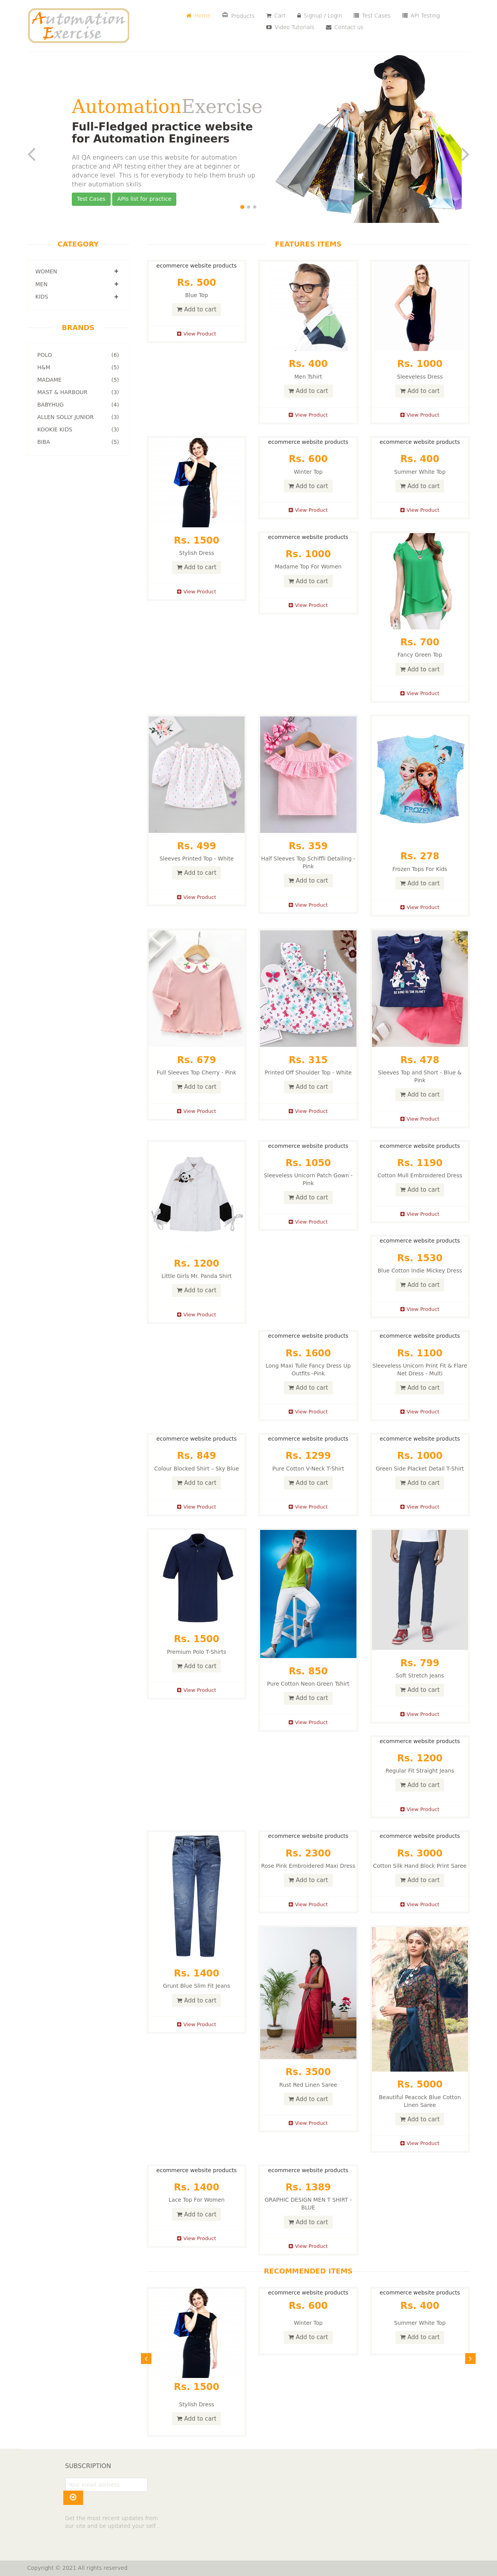 Automation
Exercise
Home
Products
Cart
Signup / Login
Test Cases
API Testing
Video Tutorials
Contact us
AutomationExercise
Full-Fledged practice website
for Automation Engineers
All QA engineers can use this website for automation
practice and API testing either they are at beginner or
advance level. This is for everybody to help them brush up
their automation skills.
Test Cases
APIs list for practice
CATEGORY
WOMEN
MEN
KIDS
BRANDS
POLO (6)
H&M (5)
MADAME (5)
MAST & HARBOUR (3)
BABYHUG (4)
ALLEN SOLLY JUNIOR (3)
KOOKIE KIDS (3)
BIBA (5)
FEATURES ITEMS
ecommerce website products
Rs. 500
Blue Top
Add to cart
View Product
Rs. 400
Men Tshirt
Add to cart
View Product
Rs. 1000
Sleeveless Dress
Add to cart
View Product
Rs. 1500
Stylish Dress
Add to cart
View Product
ecommerce website products
Rs. 600
Winter Top
Add to cart
View Product
ecommerce website products
Rs. 400
Summer White Top
Add to cart
View Product
ecommerce website products
Rs. 1000
Madame Top For Women
Add to cart
View Product
Rs. 700
Fancy Green Top
Add to cart
View Product
Rs. 499
Sleeves Printed Top - White
Add to cart
View Product
Rs. 359
Half Sleeves Top Schiffli Detailing -
Pink
Add to cart
View Product
FROZEN
Rs. 278
Frozen Tops For Kids
Add to cart
View Product
Rs. 679
Full Sleeves Top Cherry - Pink
Add to cart
View Product
Rs. 315
Printed Off Shoulder Top - White
Add to cart
View Product
Rs. 478
Sleeves Top and Short - Blue &
Pink
Add to cart
View Product
Rs. 1200
Little Girls Mr. Panda Shirt
Add to cart
View Product
ecommerce website products
Rs. 1050
Sleeveless Unicorn Patch Gown -
Pink
Add to cart
View Product
ecommerce website products
Rs. 1190
Cotton Mull Embroidered Dress
Add to cart
View Product
ecommerce website products
Rs. 1530
Blue Cotton Indie Mickey Dress
Add to cart
View Product
ecommerce website products
Rs. 1600
Long Maxi Tulle Fancy Dress Up
Outfits -Pink
Add to cart
View Product
ecommerce website products
Rs. 1100
Sleeveless Unicorn Print Fit & Flare
Net Dress - Multi
Add to cart
View Product
ecommerce website products
Rs. 849
Colour Blocked Shirt – Sky Blue
Add to cart
View Product
ecommerce website products
Rs. 1299
Pure Cotton V-Neck T-Shirt
Add to cart
View Product
ecommerce website products
Rs. 1000
Green Side Placket Detail T-Shirt
Add to cart
View Product
Rs. 1500
Premium Polo T-Shirts
Add to cart
View Product
Rs. 850
Pure Cotton Neon Green Tshirt
Add to cart
View Product
Rs. 799
Soft Stretch Jeans
Add to cart
View Product
ecommerce website products
Rs. 1200
Regular Fit Straight Jeans
Add to cart
View Product
Rs. 1400
Grunt Blue Slim Fit Jeans
Add to cart
View Product
ecommerce website products
Rs. 2300
Rose Pink Embroidered Maxi Dress
Add to cart
View Product
ecommerce website products
Rs. 3000
Cotton Silk Hand Block Print Saree
Add to cart
View Product
Rs. 3500
Rust Red Linen Saree
Add to cart
View Product
Rs. 5000
Beautiful Peacock Blue Cotton
Linen Saree
Add to cart
View Product
ecommerce website products
Rs. 1400
Lace Top For Women
Add to cart
View Product
ecommerce website products
Rs. 1389
GRAPHIC DESIGN MEN T SHIRT -
BLUE
Add to cart
View Product
RECOMMENDED ITEMS
Rs. 1500
Stylish Dress
Add to cart
ecommerce website products
Rs. 600
Winter Top
Add to cart
ecommerce website products
Rs. 400
Summer White Top
Add to cart
SUBSCRIPTION
Your email address
Get the most recent updates from
our site and be updated your self...
Copyright © 2021 All rights reserved